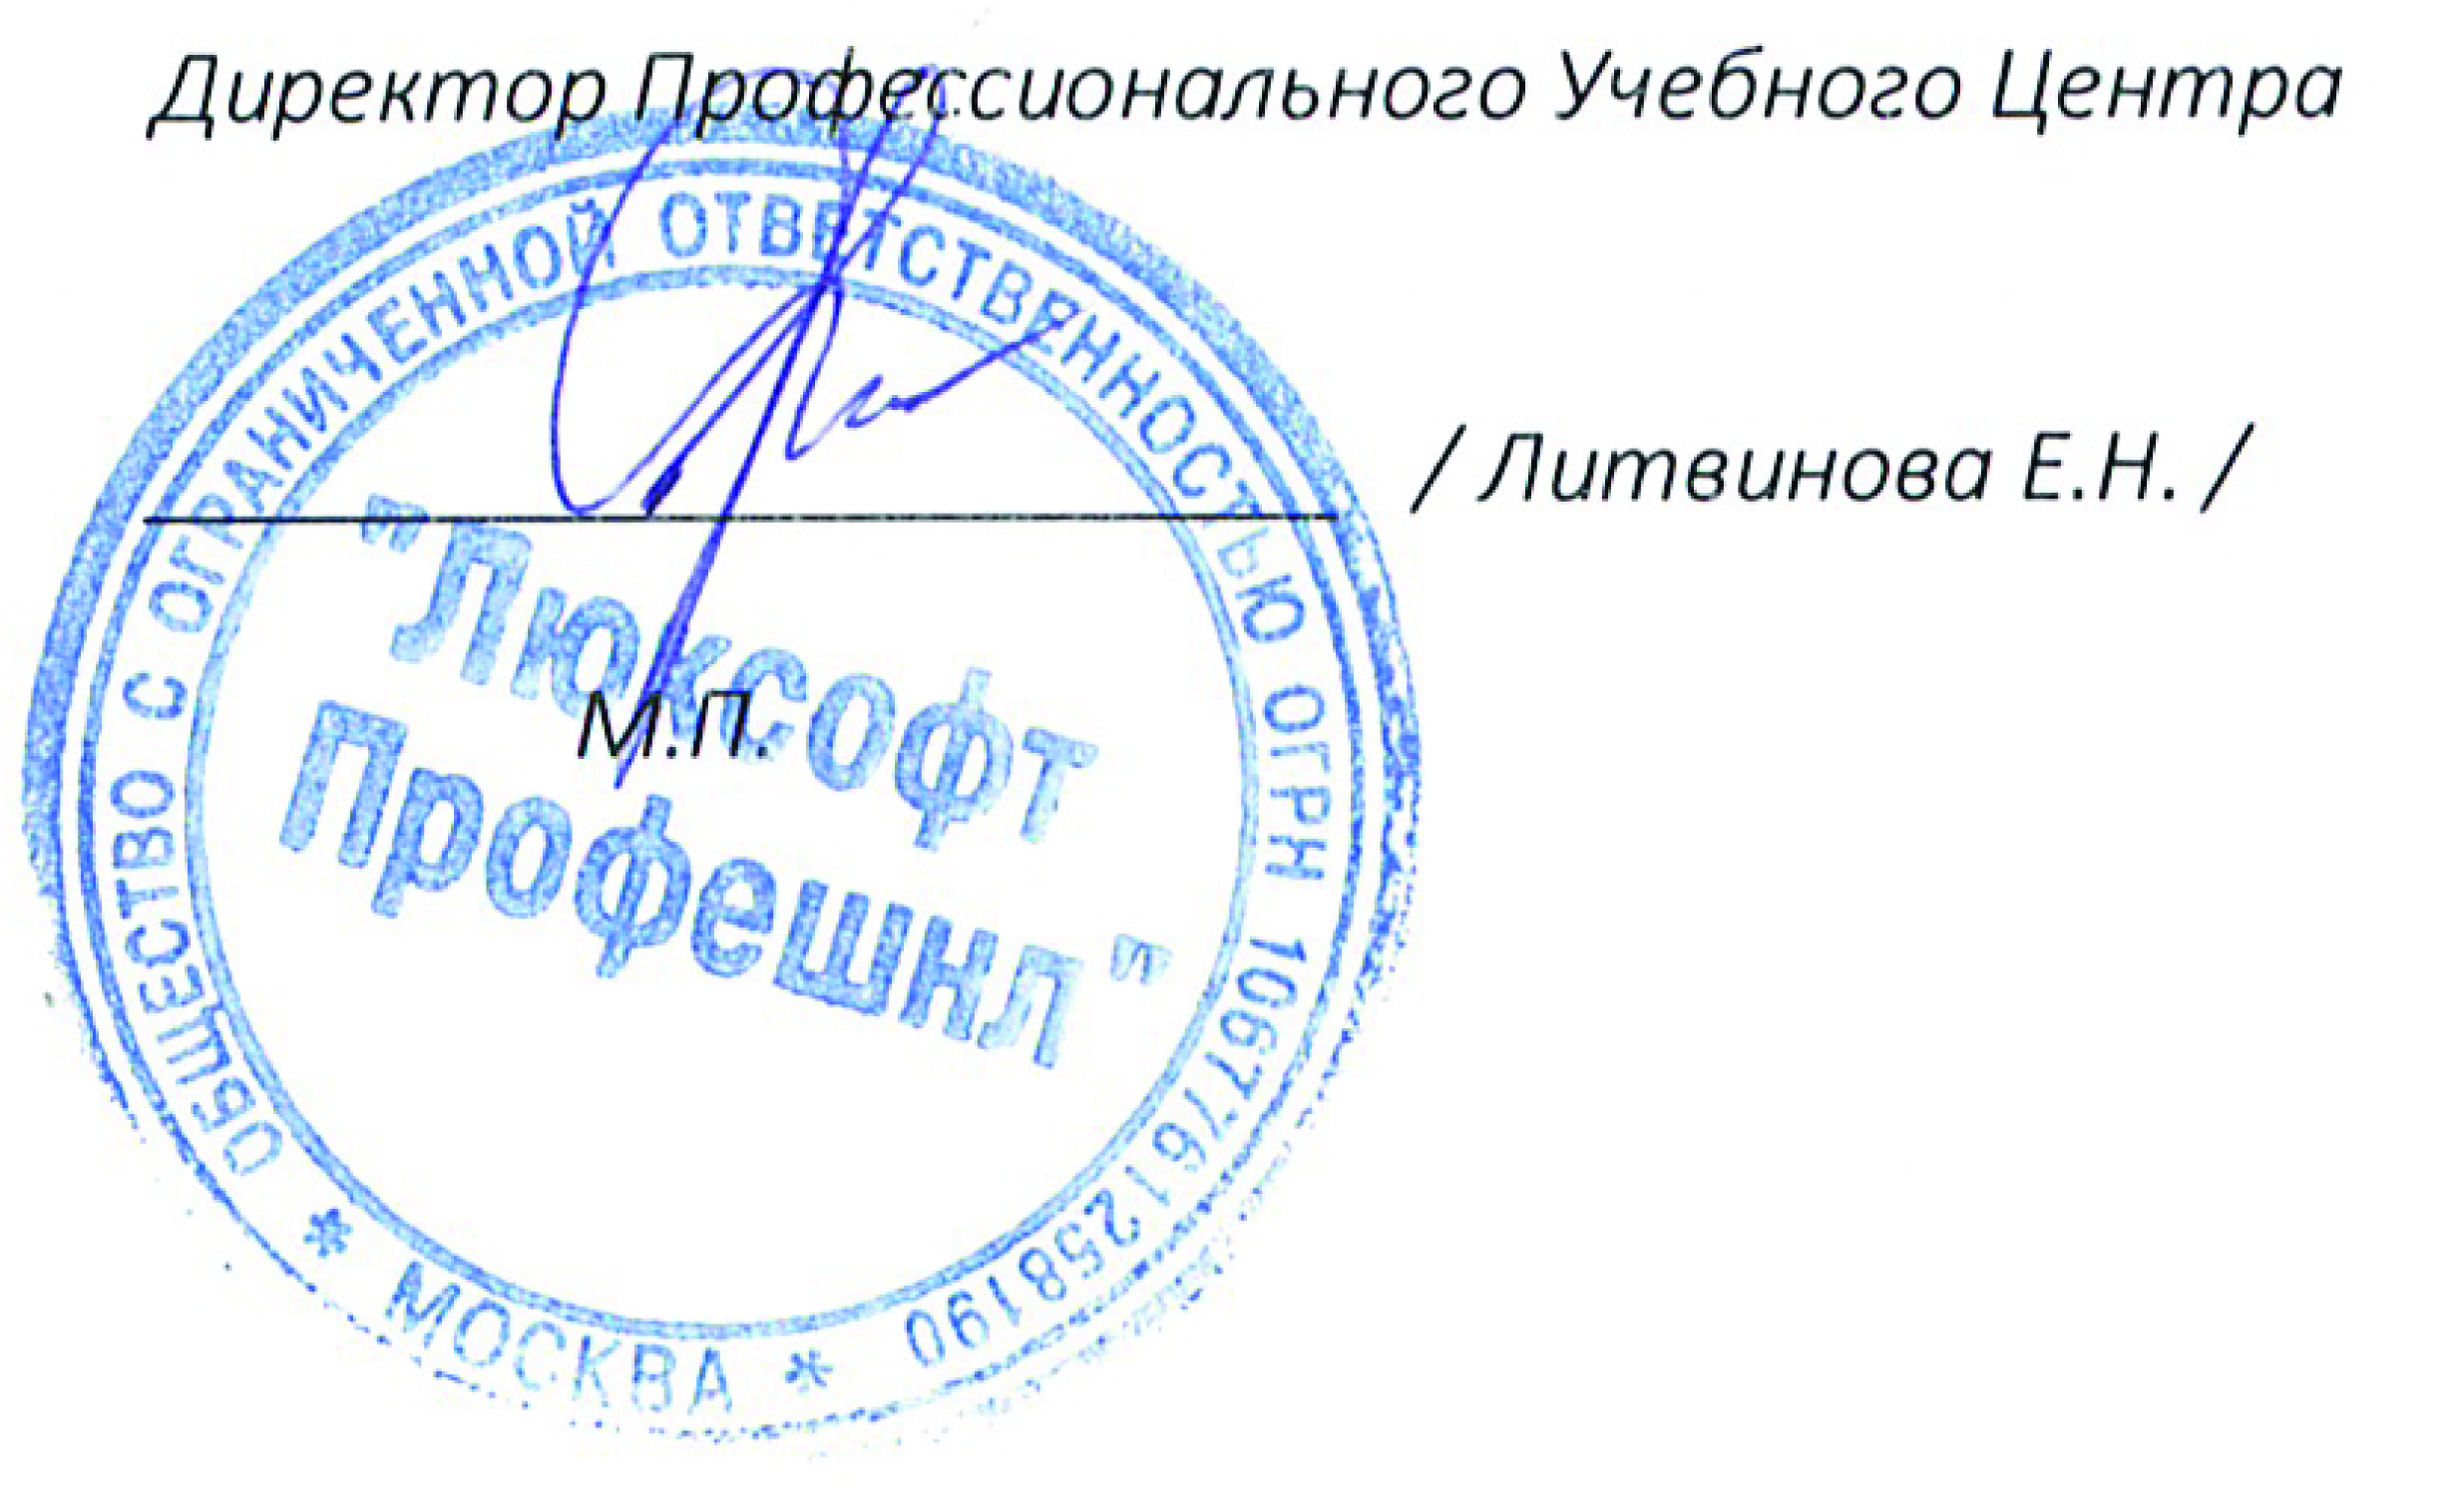 Директор Профессионального Учебного Центра
/ Литвинова Е.Н. /
М.П.
ОБЩЕСТВО С ОГРАНИЧЕННОЙ ОТВЕТСТВЕННОСТЬЮ ОГРН 1067761258190
* МОСКВА *
"Люксофт
Профешнл"